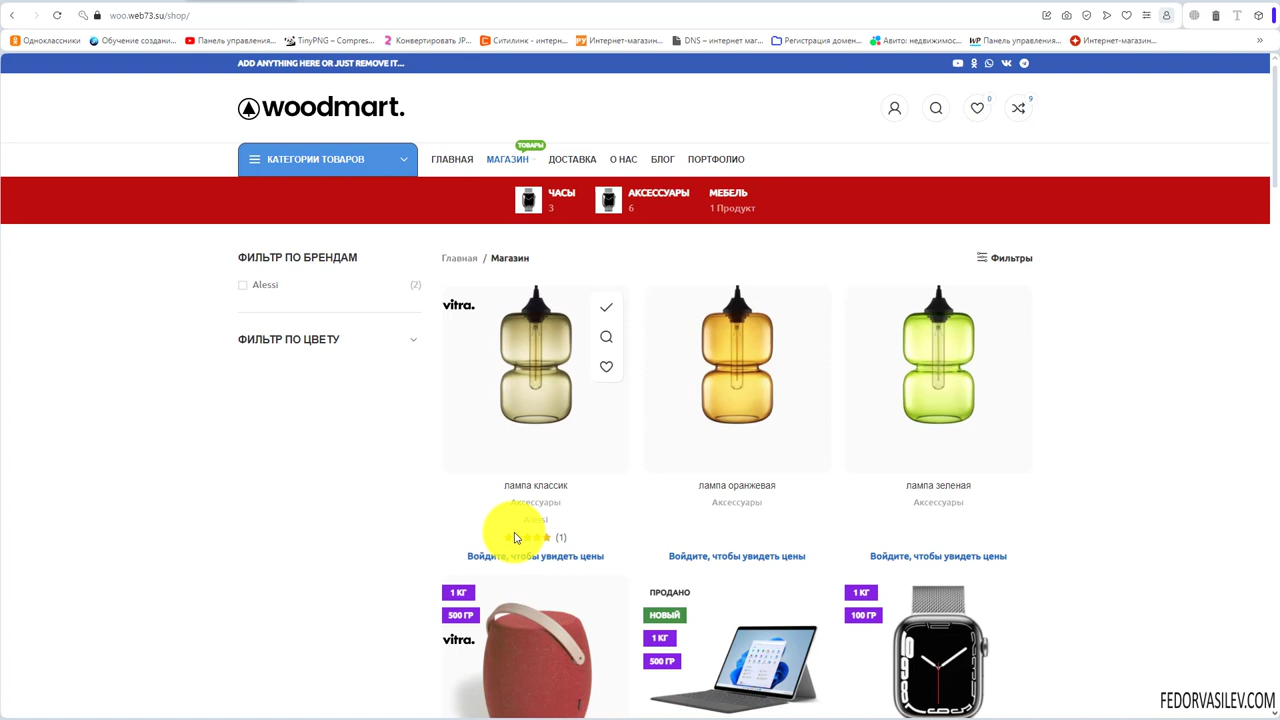 woo.web73.su/shop/
Одноклассники
Обучение создани...
Панель управления...
TinyPNG – Compres...
Конвертировать JP...
Ситилинк - интерн...
Интернет-магазин...
DNS – интернет маг...
Регистрация домен...
Авито: недвижимос...
Панель управления...
Интернет-магазин...
ADD ANYTHING HERE OR JUST REMOVE IT...
woodmart.
0
9
КАТЕГОРИИ ТОВАРОВ
ГЛАВНАЯ
МАГАЗИН
ТОВАРЫ
ДОСТАВКА
О НАС
БЛОГ
ПОРТФОЛИО
ЧАСЫ
3
АКСЕССУАРЫ
6
МЕБЕЛЬ
1 Продукт
ФИЛЬТР ПО БРЕНДАМ
Alessi (2)
ФИЛЬТР ПО ЦВЕТУ
Главная / Магазин
Фильтры
vitra.
лампа классик
Аксессуары
Alessi
(1)
Войдите, чтобы увидеть цены
лампа оранжевая
Аксессуары
Войдите, чтобы увидеть цены
лампа зеленая
Аксессуары
Войдите, чтобы увидеть цены
1 КГ
500 ГР
vitra.
ПРОДАНО
НОВЫЙ
1 КГ
500 ГР
1 КГ
100 ГР
FEDORVASILEV.COM